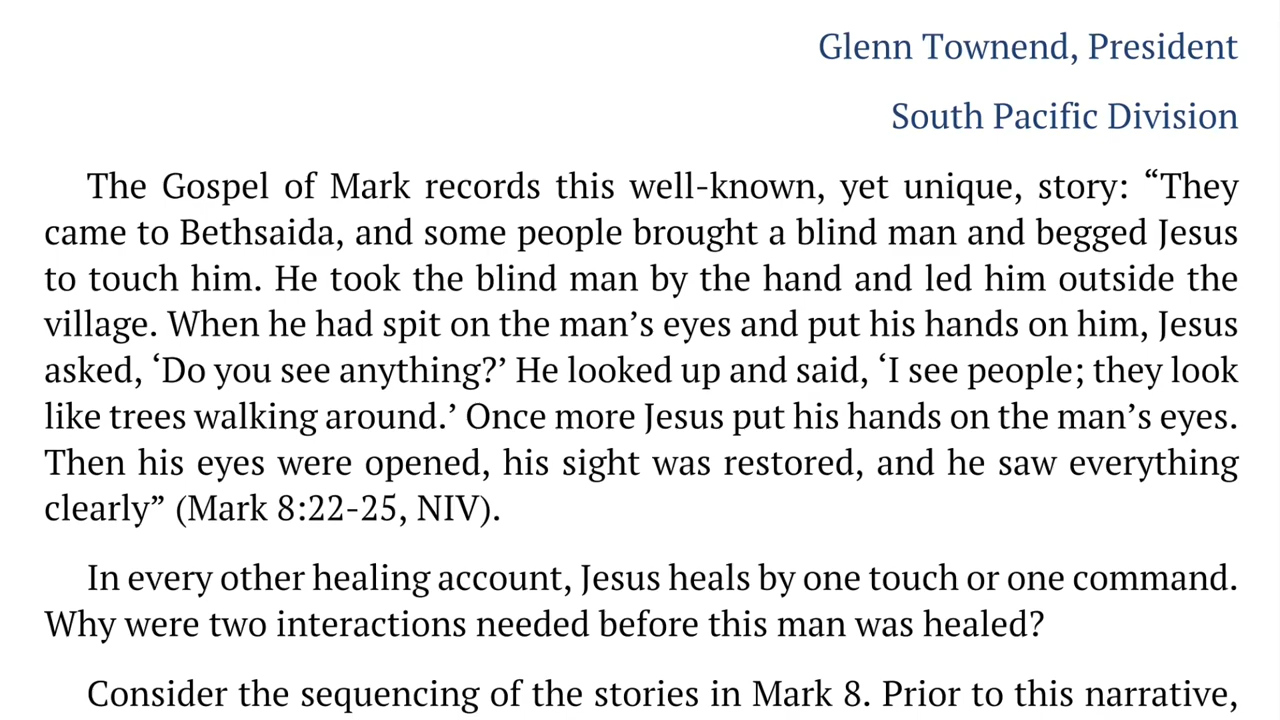 Glenn Townend, President
South Pacific Division
The Gospel of Mark records this well-known, yet unique, story: “They
came to Bethsaida, and some people brought a blind man and begged Jesus
to touch him. He took the blind man by the hand and led him outside the
village. When he had spit on the man’s eyes and put his hands on him, Jesus
asked, ‘Do you see anything?’ He looked up and said, ‘I see people; they look
like trees walking around.’ Once more Jesus put his hands on the man’s eyes.
Then his eyes were opened, his sight was restored, and he saw everything
clearly” (Mark 8:22-25, NIV).
In every other healing account, Jesus heals by one touch or one command.
Why were two interactions needed before this man was healed?
Consider the sequencing of the stories in Mark 8. Prior to this narrative,